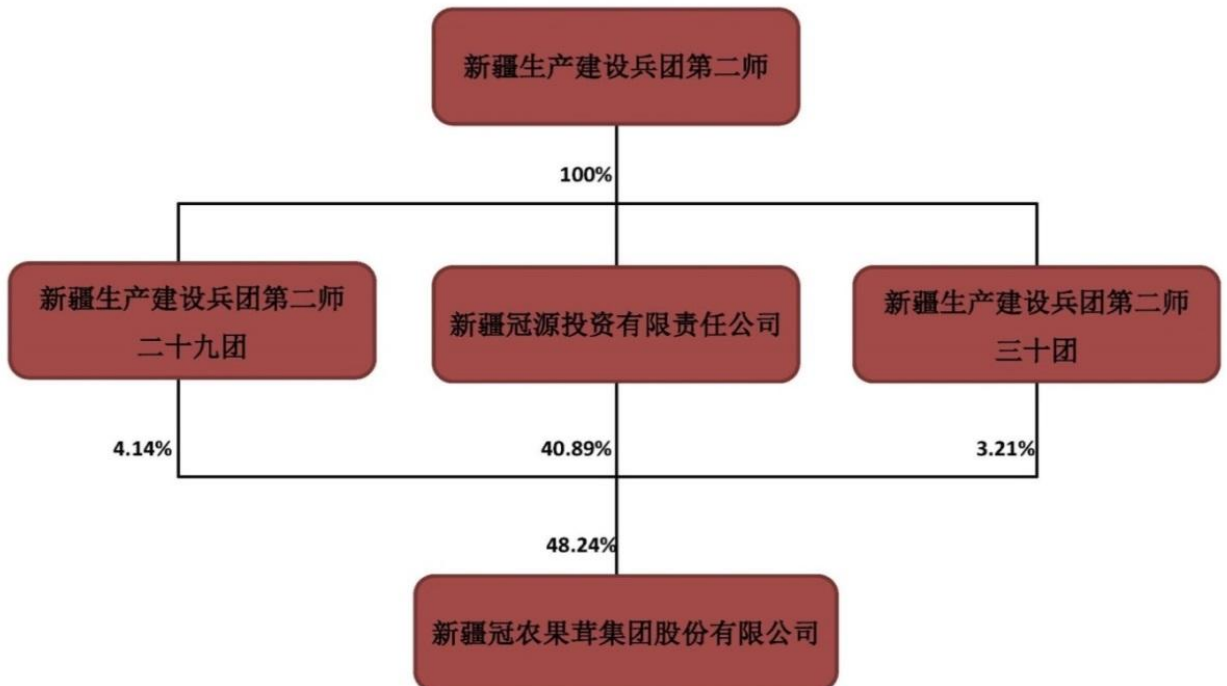 新疆生产建设兵团第二师
100%
新疆生产建设兵团第二师
二十九团
新疆冠源投资有限责任公司
新疆生产建设兵团第二师
三十团
4.14%
40.89%
3.21%
48.24%
新疆冠农果茸集团股份有限公司